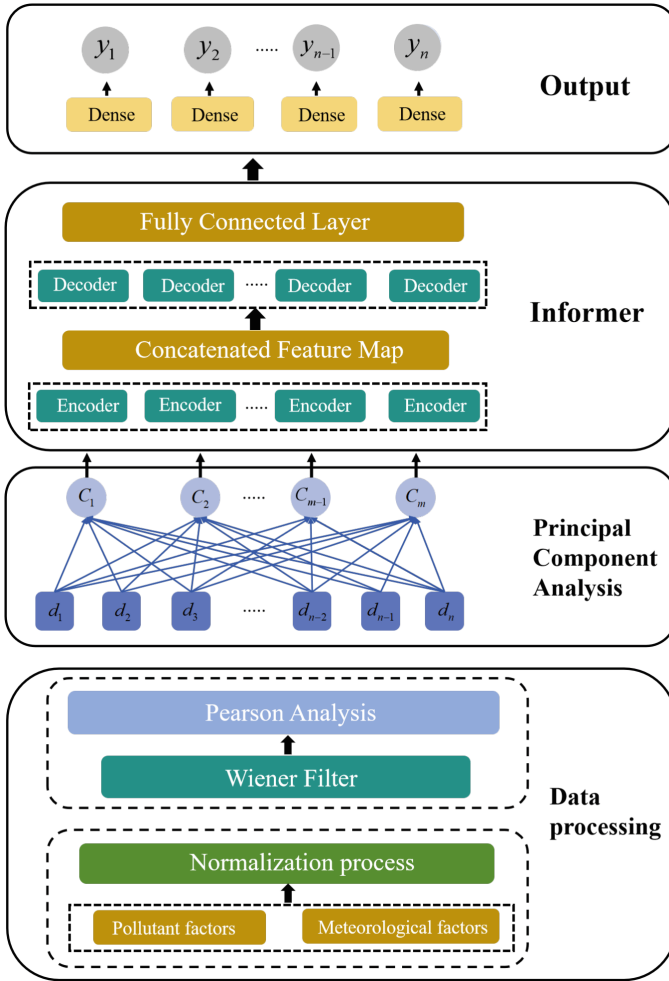 y1 y2 ..... yn−1 yn
Dense Dense Dense Dense
Output
Fully Connected Layer
Decoder Decoder ..... Decoder Decoder
Informer
Concatenated Feature Map
Encoder Encoder ..... Encoder Encoder
C1 C2 ..... Cm−1 Cm
Principal
Component
Analysis
d1 d2 d3 ..... dn−2 dn−1 dn
Pearson Analysis
Wiener Filter
Data
processing
Normalization process
Pollutant factors Meteorological factors